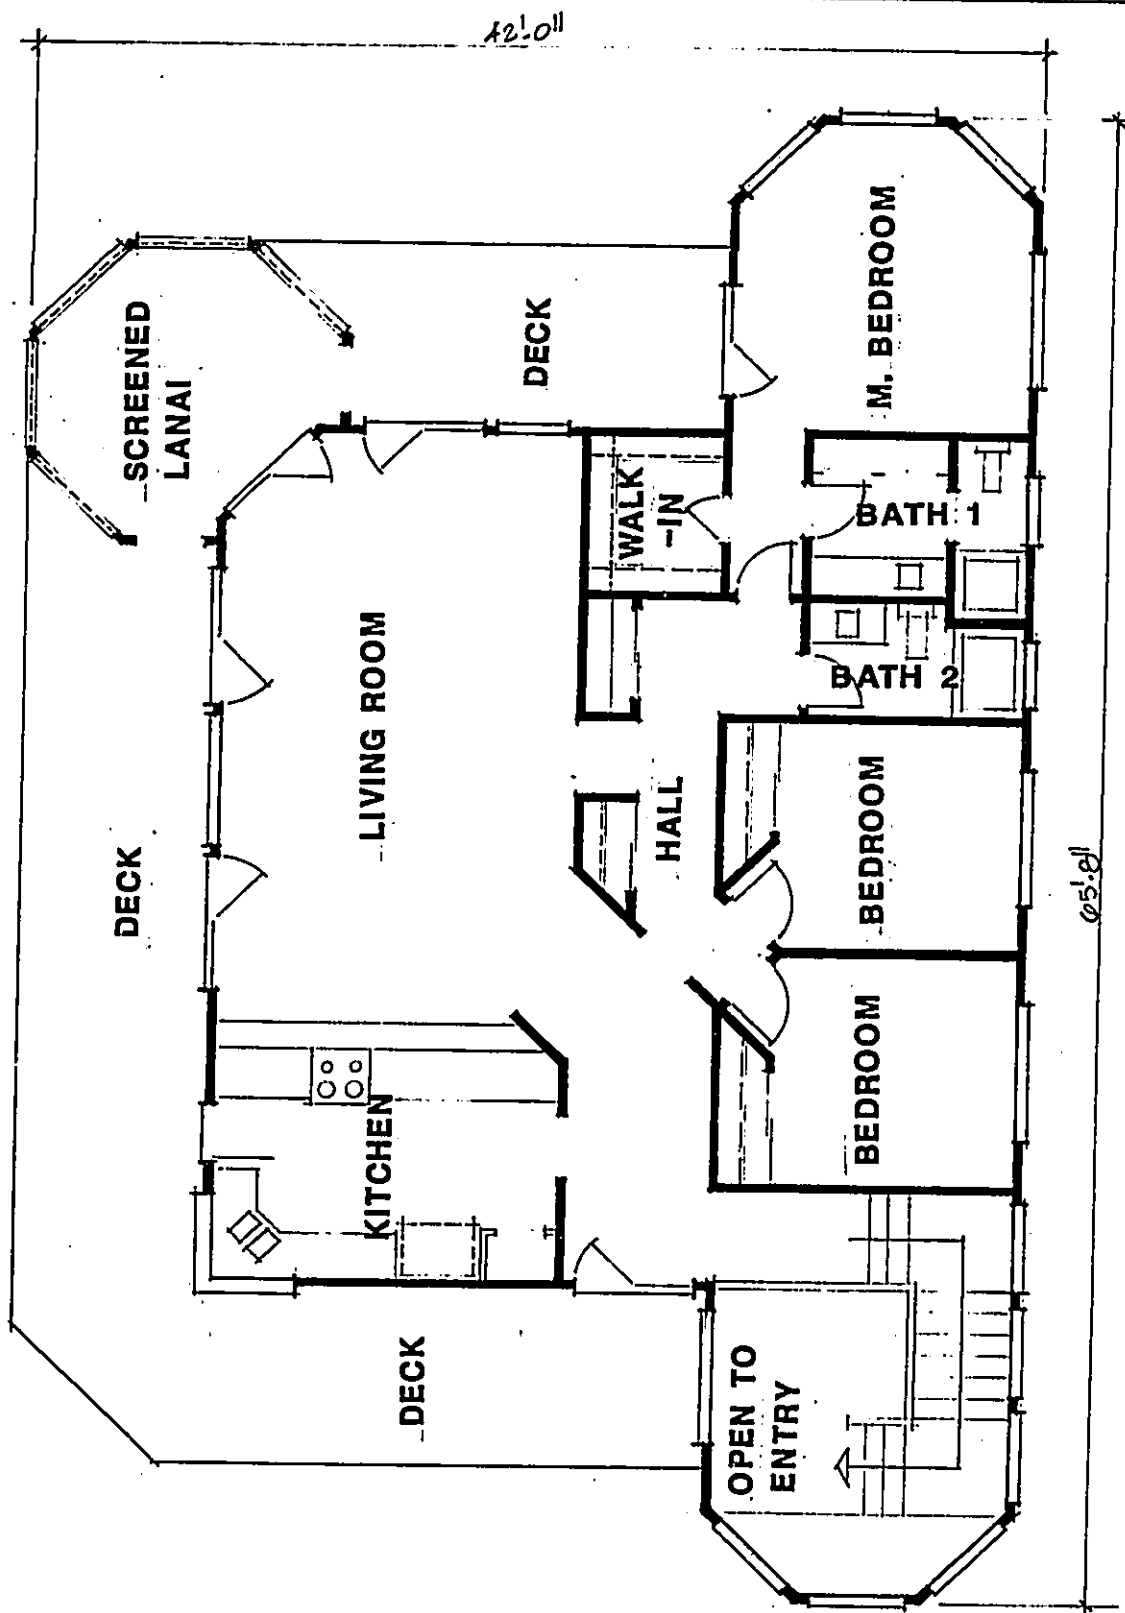 42'-0"
SCREENED
LANAI
DECK
M. BEDROOM
WALK
-IN
BATH 1
LIVING ROOM
BATH 2
DECK
HALL
BEDROOM
65'-8"
KITCHEN
BEDROOM
DECK
OPEN TO
ENTRY